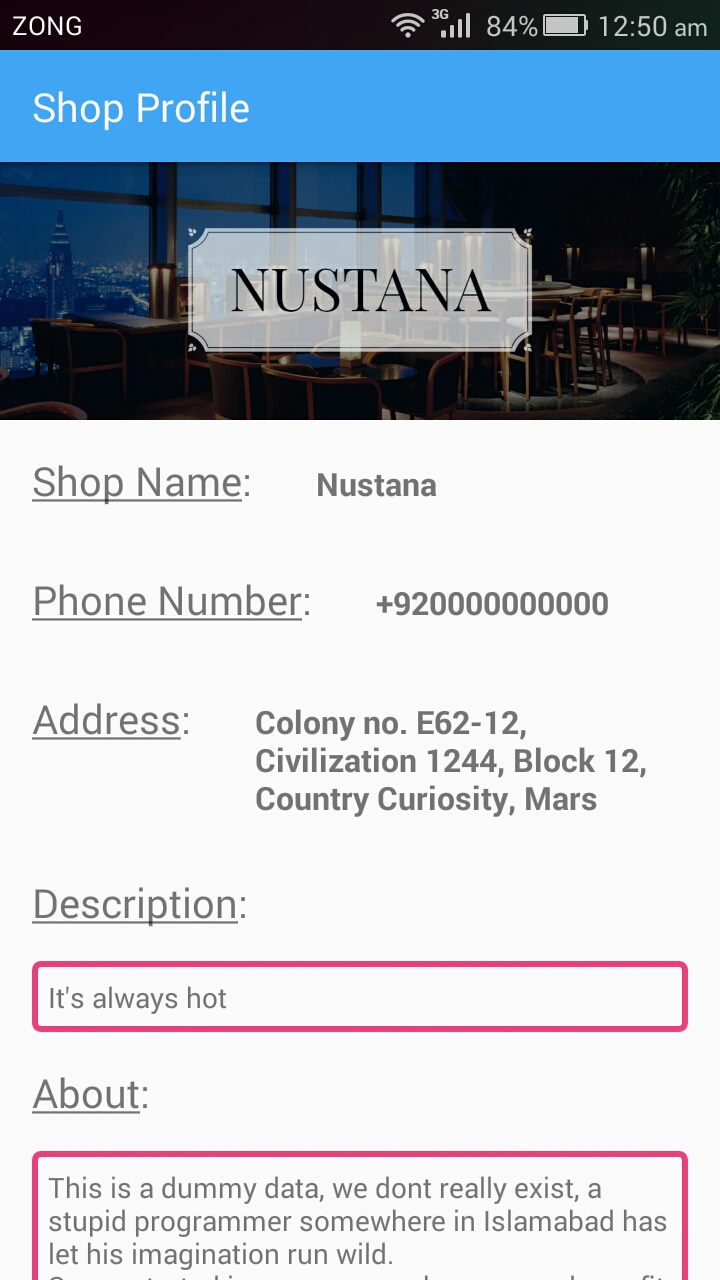 ZONG 3G 84% 12:50 am
Shop Profile
NUSTANA
Shop Name: Nustana
Phone Number: +920000000000
Address: Colony no. E62-12,
Civilization 1244, Block 12,
Country Curiosity, Mars
Description:
It's always hot
About:
This is a dummy data, we dont really exist, a
stupid programmer somewhere in Islamabad has
let his imagination run wild.